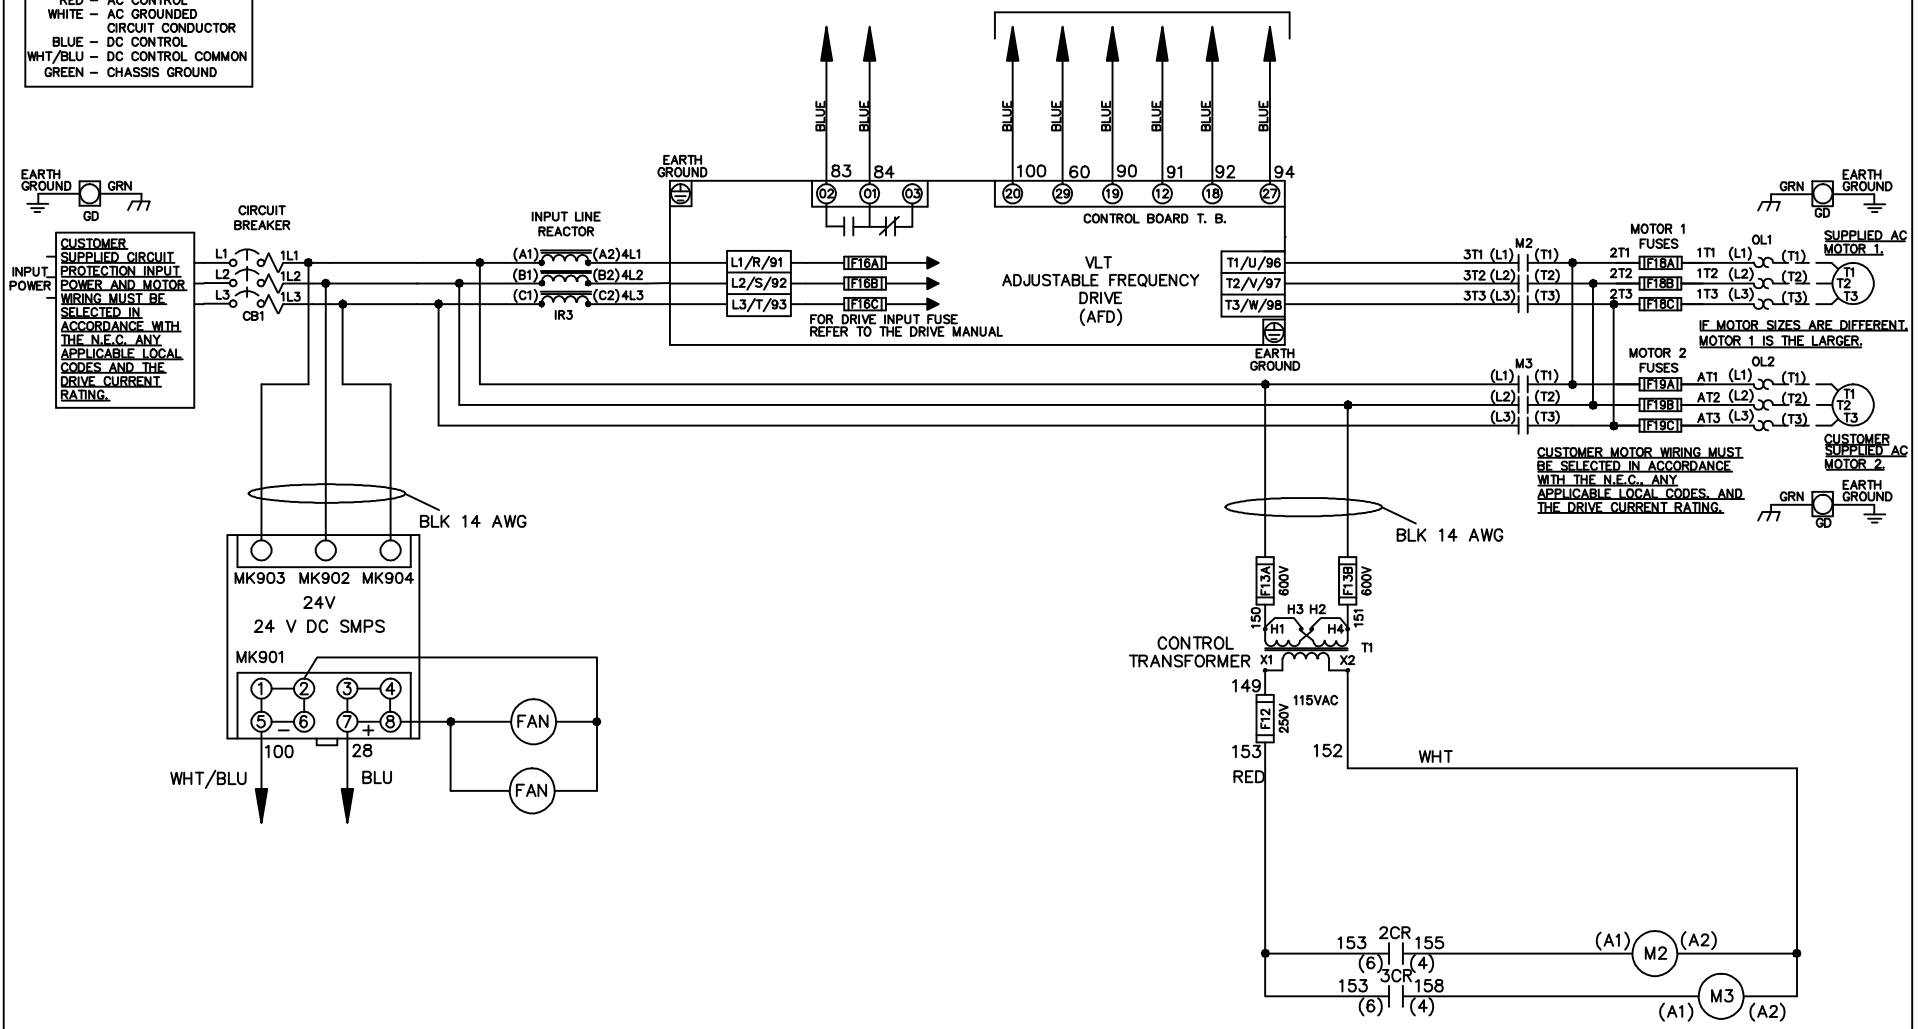 RED – AC CONTROL
WHITE – AC GROUNDED
CIRCUIT CONDUCTOR
BLUE – DC CONTROL
WHT/BLU – DC CONTROL COMMON
GREEN – CHASSIS GROUND
BLUE
BLUE
BLUE
BLUE
BLUE
BLUE
BLUE
BLUE
EARTH
GROUND
83 84
100 60 90 91 92 94
02 01 03
20 29 19 12 18 27
CONTROL BOARD T. B.
EARTH
GROUND
GRN
GD
GRN
EARTH
GROUND
GD
CIRCUIT
BREAKER
INPUT LINE
REACTOR
INPUT
POWER
CUSTOMER
SUPPLIED CIRCUIT
PROTECTION INPUT
POWER AND MOTOR
WIRING MUST BE
SELECTED IN
ACCORDANCE WITH
THE N.E.C. ANY
APPLICABLE LOCAL
CODES AND THE
DRIVE CURRENT
RATING.
L1 1L1
L2 1L2
L3 1L3
CB1
(A1) (A2) 4L1
(B1) (B2) 4L2
(C1) (C2) 4L3
IR3
L1/R/91
L2/S/92
L3/T/93
F16A
F16B
F16C
FOR DRIVE INPUT FUSE
REFER TO THE DRIVE MANUAL
VLT
ADJUSTABLE FREQUENCY
DRIVE
(AFD)
T1/U/96
T2/V/97
T3/W/98
EARTH
GROUND
M2
3T1 (L1) (T1)
3T2 (L2) (T2)
3T3 (L3) (T3)
MOTOR 1
FUSES
2T1 F18A 1T1 (L1) (T1)
2T2 F18B 1T2 (L2) (T2)
2T3 F18C 1T3 (L3) (T3)
OL1
SUPPLIED AC
MOTOR 1.
T1
T2
T3
IF MOTOR SIZES ARE DIFFERENT,
MOTOR 1 IS THE LARGER.
M3
(L1) (T1)
(L2) (T2)
(L3) (T3)
MOTOR 2
FUSES
OL2
F19A AT1 (L1) (T1)
F19B AT2 (L2) (T2)
F19C AT3 (L3) (T3)
T1
T2
T3
CUSTOMER
SUPPLIED AC
MOTOR 2.
CUSTOMER MOTOR WIRING MUST
BE SELECTED IN ACCORDANCE
WITH THE N.E.C., ANY
APPLICABLE LOCAL CODES, AND
THE DRIVE CURRENT RATING.
GRN
EARTH
GROUND
GD
BLK 14 AWG
BLK 14 AWG
MK903 MK902 MK904
24V
24 V DC SMPS
MK901
1 2 3 4
5 – 6 7 + 8
100 28
WHT/BLU BLU
FAN
FAN
F13A
600V
F13B
600V
150
151
H3 H2
H1 H4
T1
X1 X2
CONTROL
TRANSFORMER
149
115VAC
F12
250V
153
RED
152
WHT
2CR
153 155
(6) (4)
3CR
153 158
(6) (4)
(A1) M2 (A2)
(A1) M3 (A2)